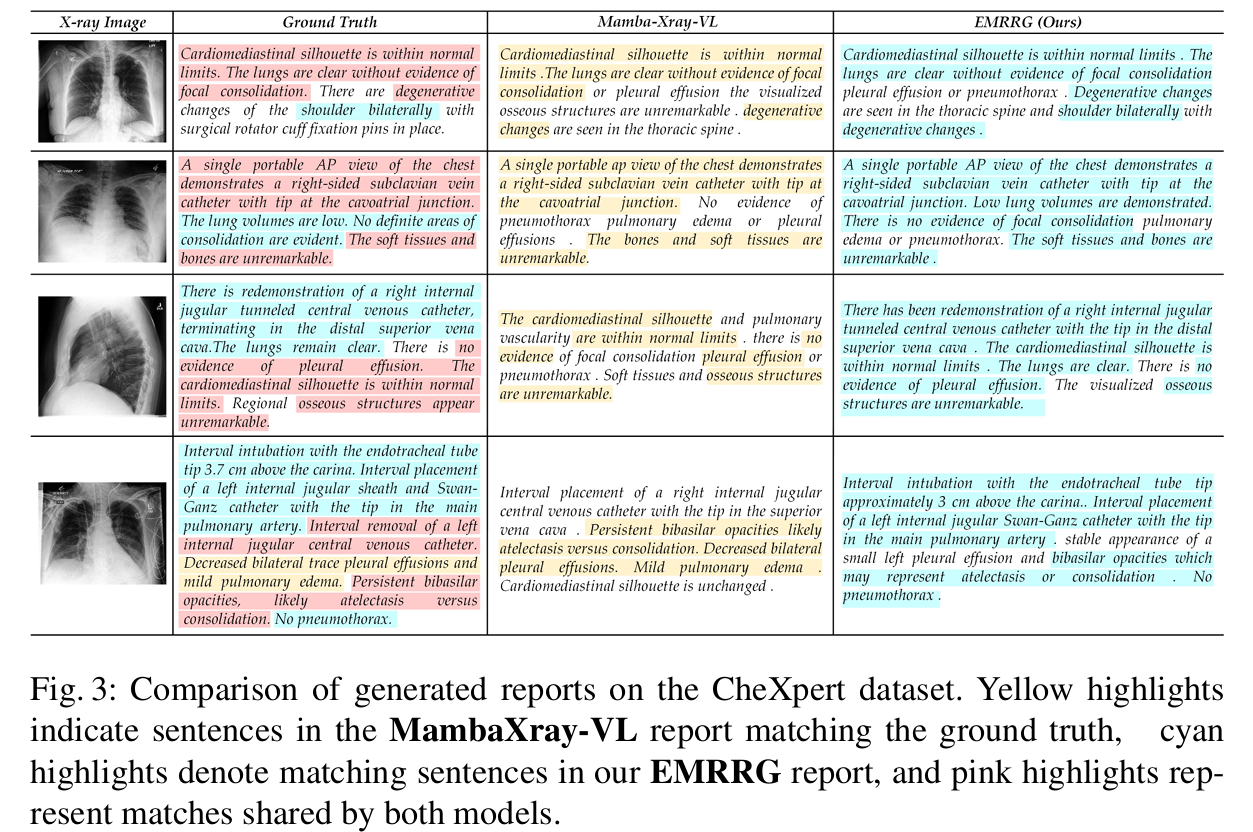 X-ray Image
Ground Truth
Mamba-Xray-VL
EMRRG (Ours)
Cardiomediastinal silhouette is within normal
limits. The lungs are clear without evidence of
focal consolidation. There are degenerative
changes of the shoulder bilaterally with
surgical rotator cuff fixation pins in place.
Cardiomediastinal silhouette is within normal
limits .The lungs are clear without evidence of focal
consolidation or pleural effusion the visualized
osseous structures are unremarkable . degenerative
changes are seen in the thoracic spine .
Cardiomediastinal silhouette is within normal limits . The
lungs are clear without evidence of focal consolidation
pleural effusion or pneumothorax . Degenerative changes
are seen in the thoracic spine and shoulder bilaterally with
degenerative changes .
A single portable AP view of the chest
demonstrates a right-sided subclavian vein
catheter with tip at the cavoatrial junction.
The lung volumes are low. No definite areas of
consolidation are evident. The soft tissues and
bones are unremarkable.
A single portable ap view of the chest demonstrates
a right-sided subclavian vein catheter with tip at
the cavoatrial junction. No evidence of
pneumothorax pulmonary edema or pleural
effusions . The bones and soft tissues are
unremarkable.
A single portable AP view of the chest demonstrates a
right-sided subclavian vein catheter with tip at the
cavoatrial junction. Low lung volumes are demonstrated.
There is no evidence of focal consolidation pulmonary
edema or pneumothorax. The soft tissues and bones are
unremarkable .
There is redemonstration of a right internal
jugular tunneled central venous catheter,
terminating in the distal superior vena
cava.The lungs remain clear. There is no
evidence of pleural effusion. The
cardiomediastinal silhouette is within normal
limits. Regional osseous structures appear
unremarkable.
The cardiomediastinal silhouette and pulmonary
vascularity are within normal limits . there is no
evidence of focal consolidation pleural effusion or
pneumothorax . Soft tissues and osseous structures
are unremarkable.
There has been redemonstration of a right internal jugular
tunneled central venous catheter with the tip in the distal
superior vena cava . The cardiomediastinal silhouette is
within normal limits . The lungs are clear. There is no
evidence of pleural effusion. The visualized osseous
structures are unremarkable.
Interval intubation with the endotracheal tube
tip 3.7 cm above the carina. Interval placement
of a left internal jugular sheath and Swan-
Ganz catheter with the tip in the main
pulmonary artery. Interval removal of a left
internal jugular central venous catheter.
Decreased bilateral trace pleural effusions and
mild pulmonary edema. Persistent bibasilar
opacities, likely atelectasis versus
consolidation. No pneumothorax.
Interval placement of a right internal jugular
central venous catheter with the tip in the superior
vena cava . Persistent bibasilar opacities likely
atelectasis versus consolidation. Decreased bilateral
pleural effusions. Mild pulmonary edema .
Cardiomediastinal silhouette is unchanged .
Interval intubation with the endotracheal tube tip
approximately 3 cm above the carina.. Interval placement
of a left internal jugular Swan-Ganz catheter with the tip
in the main pulmonary artery . stable appearance of a
small left pleural effusion and bibasilar opacities which
may represent atelectasis or consolidation . No
pneumothorax .
Fig. 3: Comparison of generated reports on the CheXpert dataset. Yellow highlights
indicate sentences in the MambaXray-VL report matching the ground truth, cyan
highlights denote matching sentences in our EMRRG report, and pink highlights rep-
resent matches shared by both models.